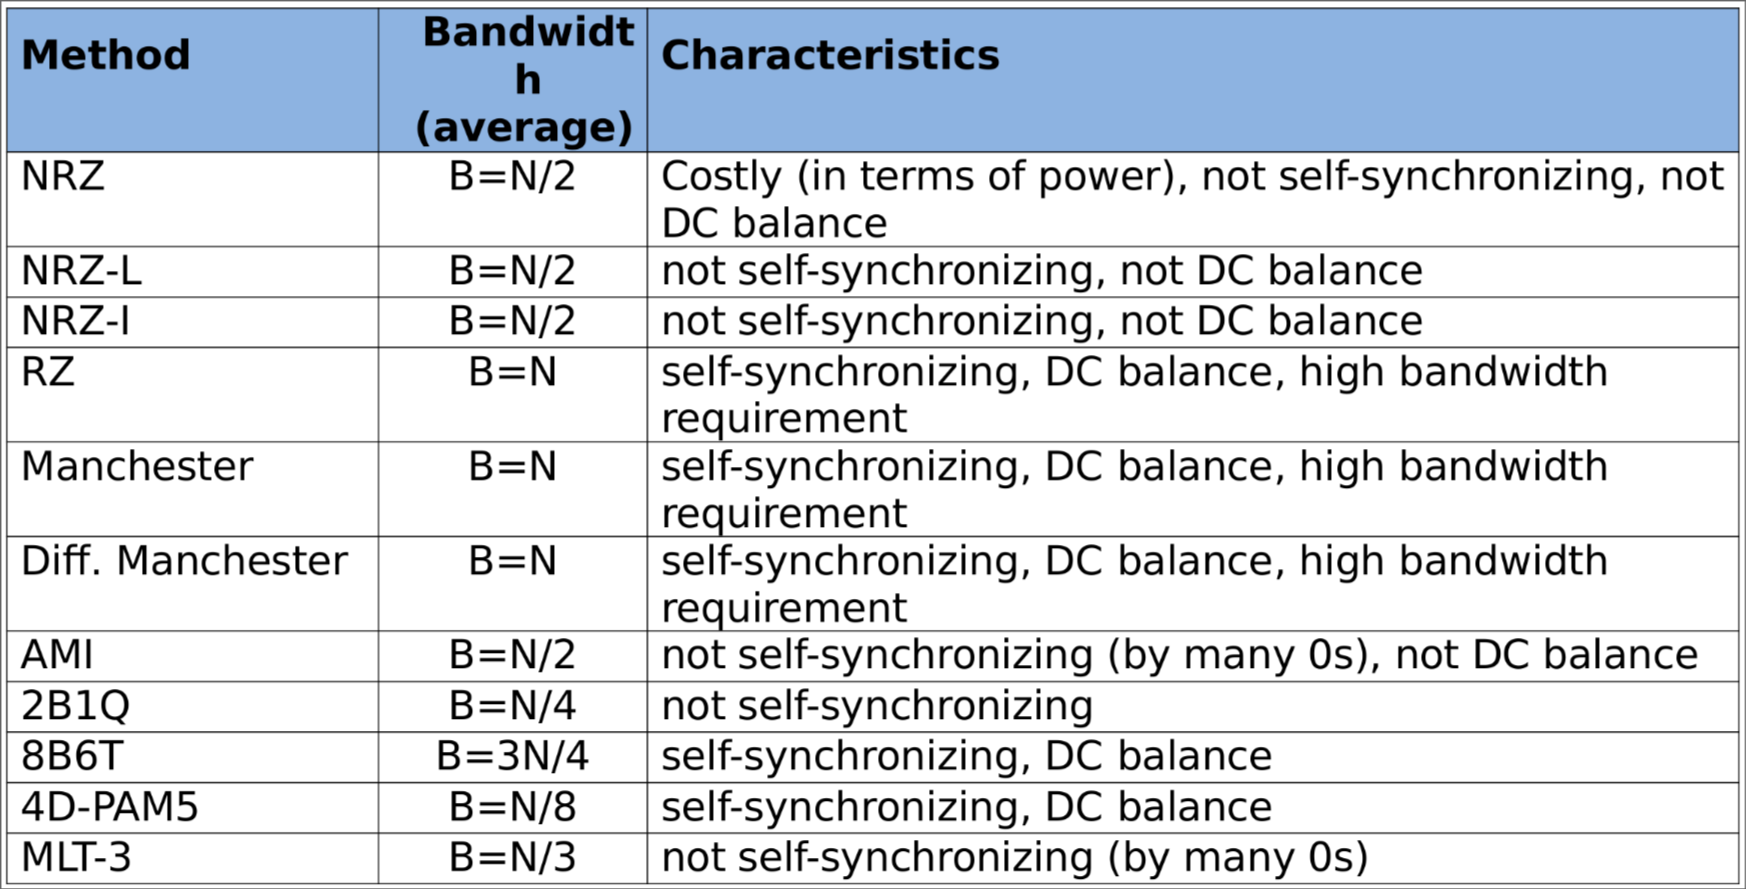 Method Bandwidt
h
(average) Characteristics
NRZ B=N/2 Costly (in terms of power), not self-synchronizing, not
DC balance
NRZ-L B=N/2 not self-synchronizing, not DC balance
NRZ-I B=N/2 not self-synchronizing, not DC balance
RZ B=N self-synchronizing, DC balance, high bandwidth
requirement
Manchester B=N self-synchronizing, DC balance, high bandwidth
requirement
Diff. Manchester B=N self-synchronizing, DC balance, high bandwidth
requirement
AMI B=N/2 not self-synchronizing (by many 0s), not DC balance
2B1Q B=N/4 not self-synchronizing
8B6T B=3N/4 self-synchronizing, DC balance
4D-PAM5 B=N/8 self-synchronizing, DC balance
MLT-3 B=N/3 not self-synchronizing (by many 0s)